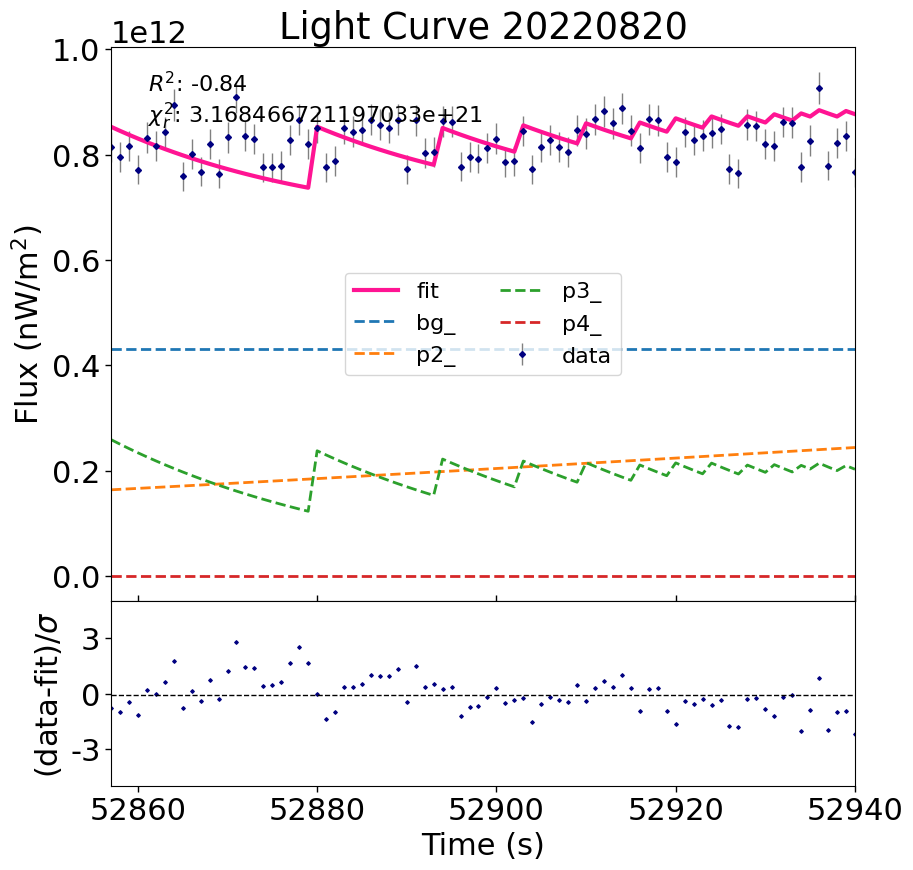 Light Curve 20220820
1e12
R²: -0.84
χ²ᵣ: 3.168466721197033e+21
1.0
0.8
0.6
0.4
0.2
0.0
Flux (nW/m²)
fit
bg_
p2_
p3_
p4_
data
3
0
-3
(data-fit)/σ
52860
52880
52900
52920
52940
Time (s)